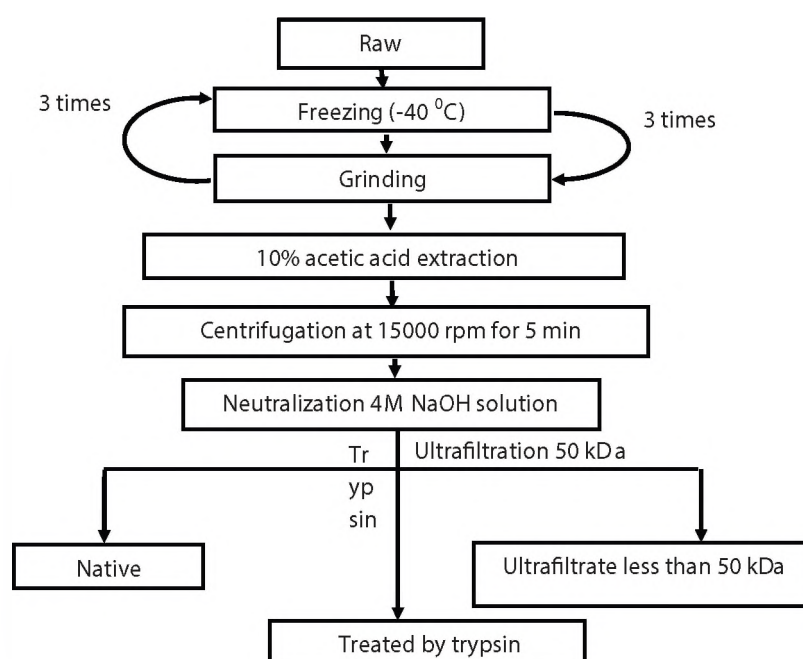 Raw
3 times
Freezing (-40 ⁰C)
3 times
Grinding
10% acetic acid extraction
Centrifugation at 15000 rpm for 5 min
Neutralization 4M NaOH solution
Tr
yp
sin
Ultrafiltration 50 kDa
Native
Ultrafiltrate less than 50 kDa
Treated by trypsin